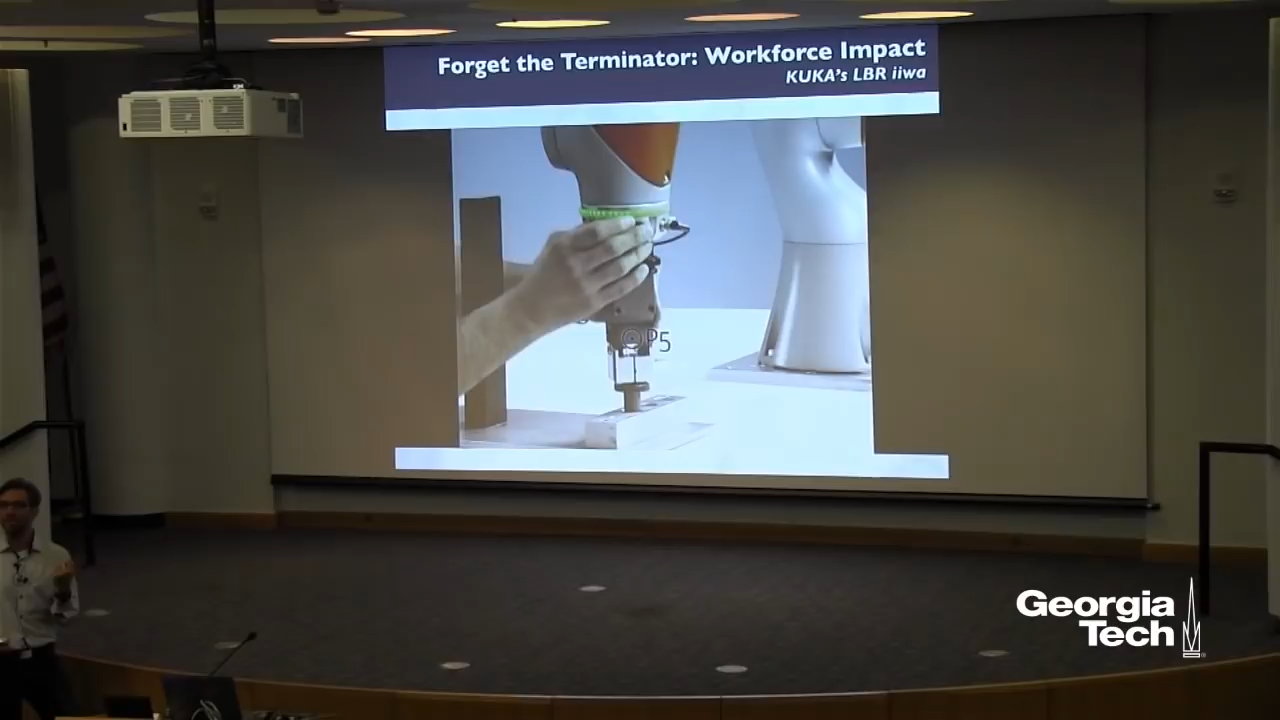 Forget the Terminator: Workforce Impact
KUKA's LBR iiwa
P5
Georgia
Tech